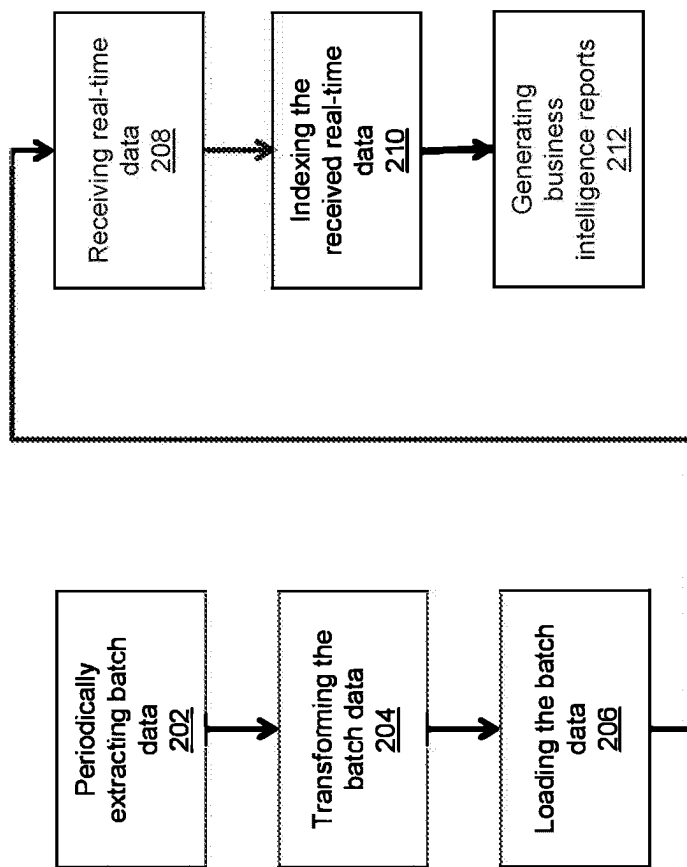 Periodically
extracting batch
data
202
Transforming the
batch data
204
Loading the batch
data
206
Receiving real-time
data
208
Indexing the
received real-time
data
210
Generating
business
intelligence reports
212